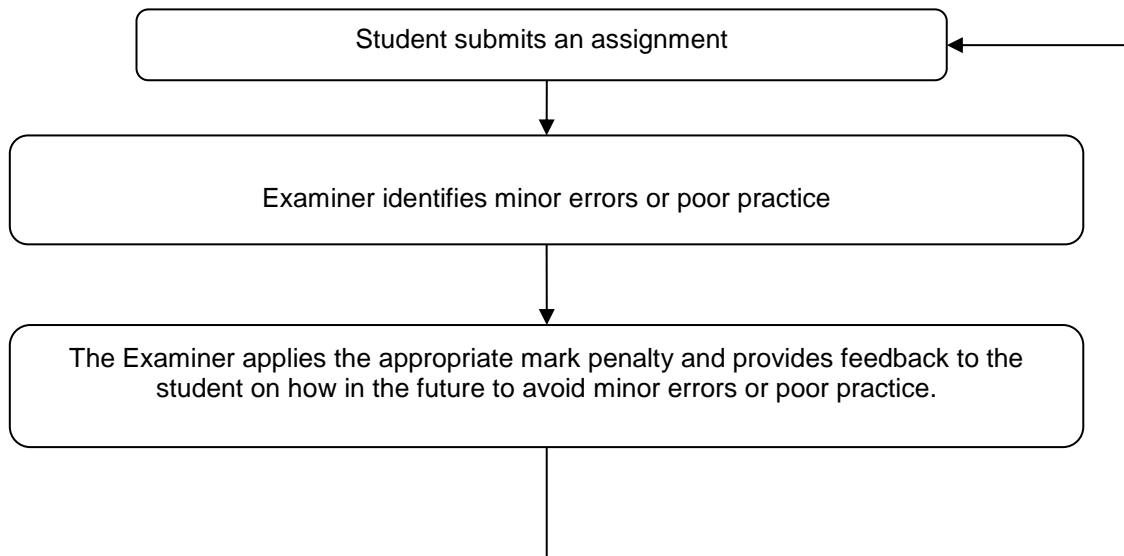 Student submits an assignment
Examiner identifies minor errors or poor practice
The Examiner applies the appropriate mark penalty and provides feedback to the
student on how in the future to avoid minor errors or poor practice.